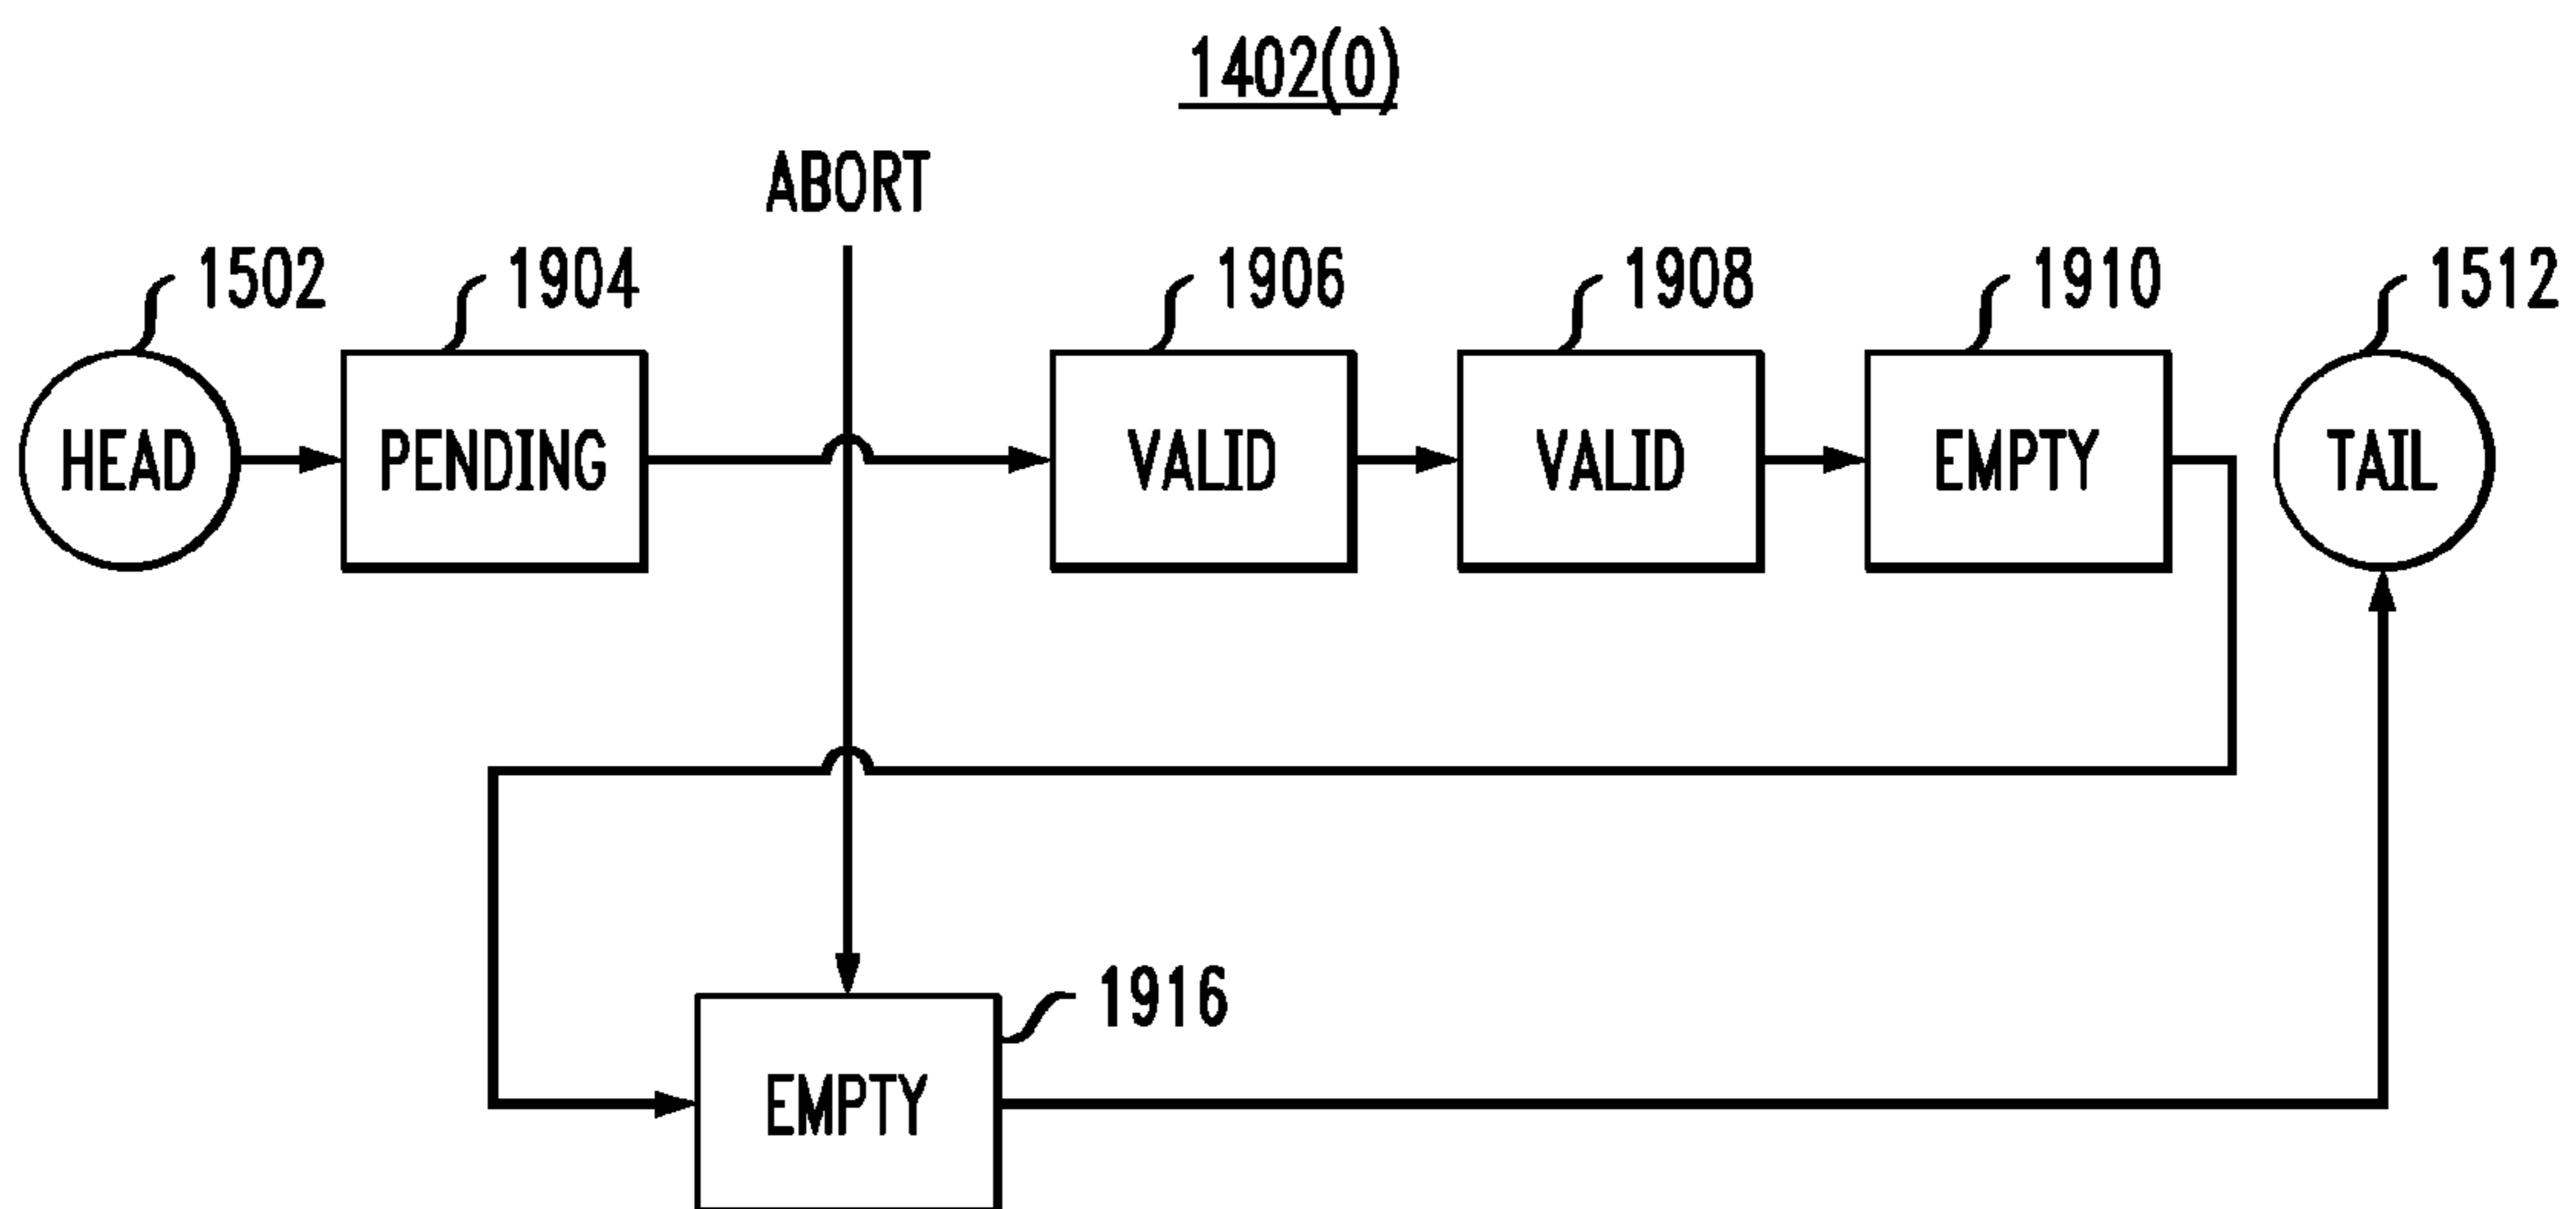 1402(0)
ABORT
1502 1904 1906 1908 1910 1512
HEAD PENDING VALID VALID EMPTY TAIL
1916
EMPTY